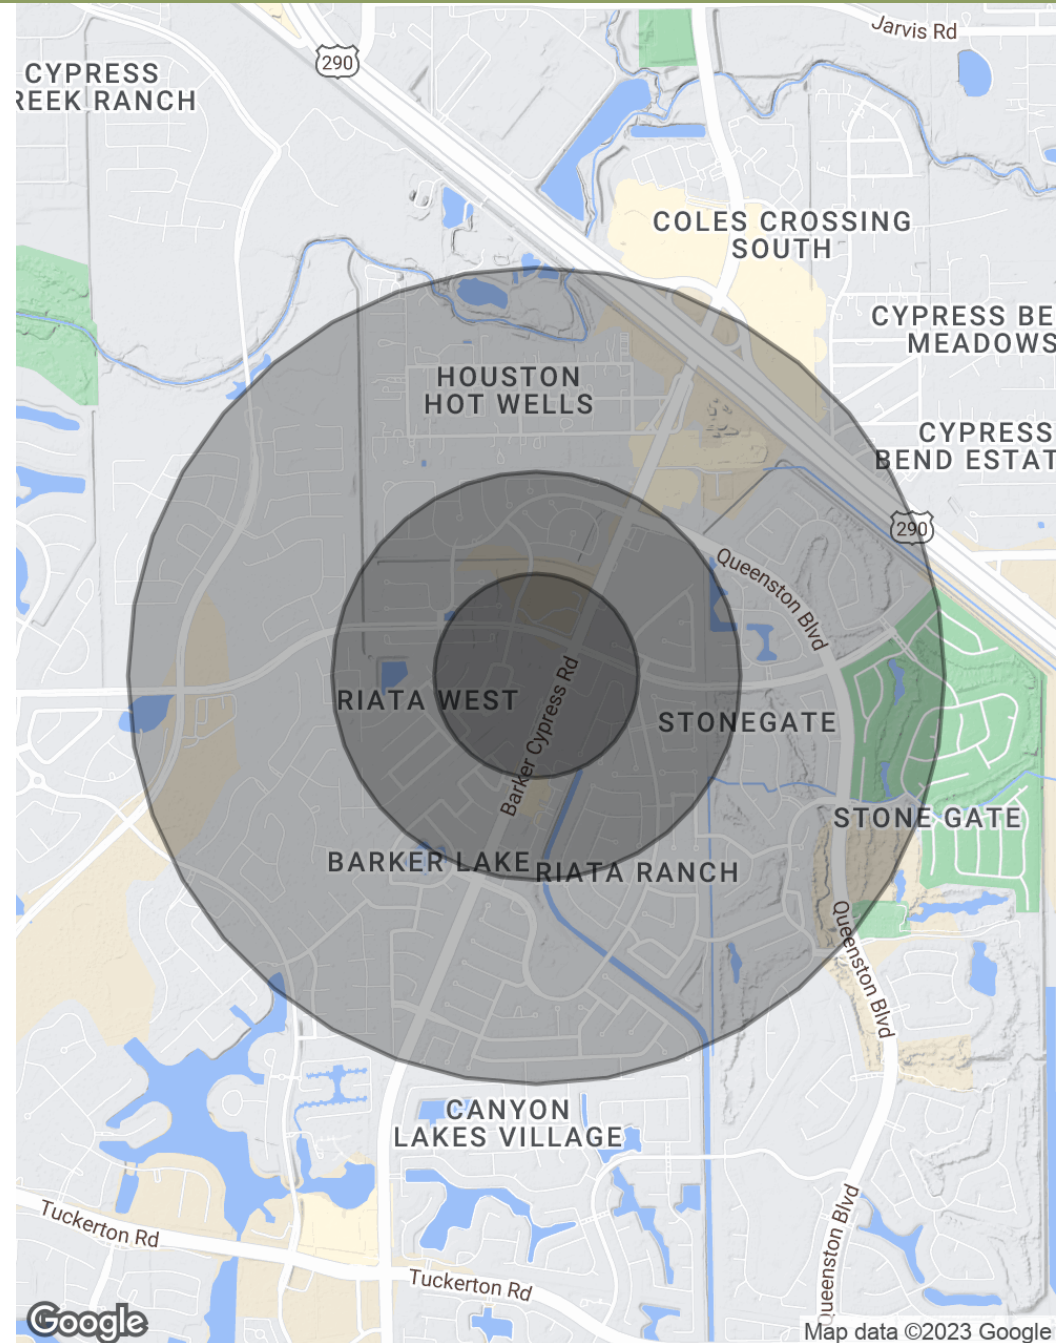 Jarvis Rd
290
CYPRESS
REEK RANCH
COLES CROSSING
SOUTH
CYPRESS BE
MEADOWS
HOUSTON
HOT WELLS
CYPRESS
BEND ESTAT
290
Queenston Blvd
Barker Cypress Rd
RIATA WEST
STONEGATE
STONE GATE
BARKER LAKE
RIATA RANCH
Queenston Blvd
CANYON
LAKES VILLAGE
Queenston Blvd
Tuckerton Rd
Tuckerton Rd
Google
Map data ©2023 Google